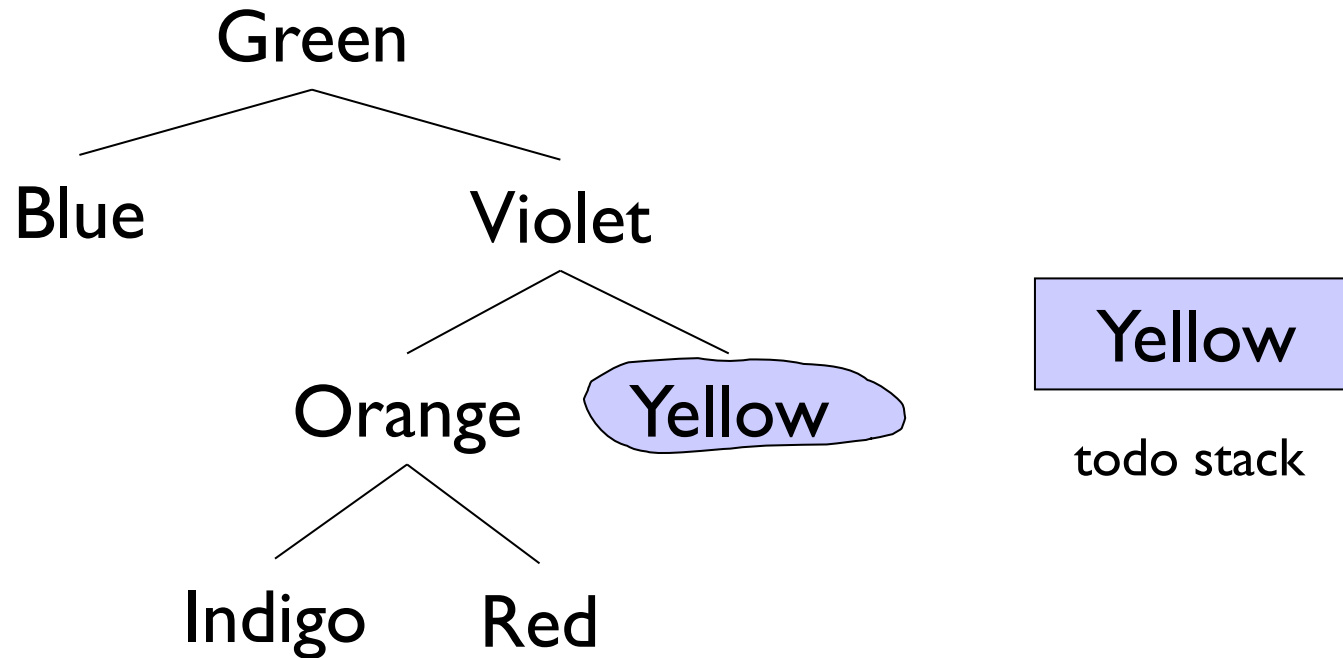 Green
Blue
Violet
Orange
Yellow
Yellow
todo stack
Indigo
Red